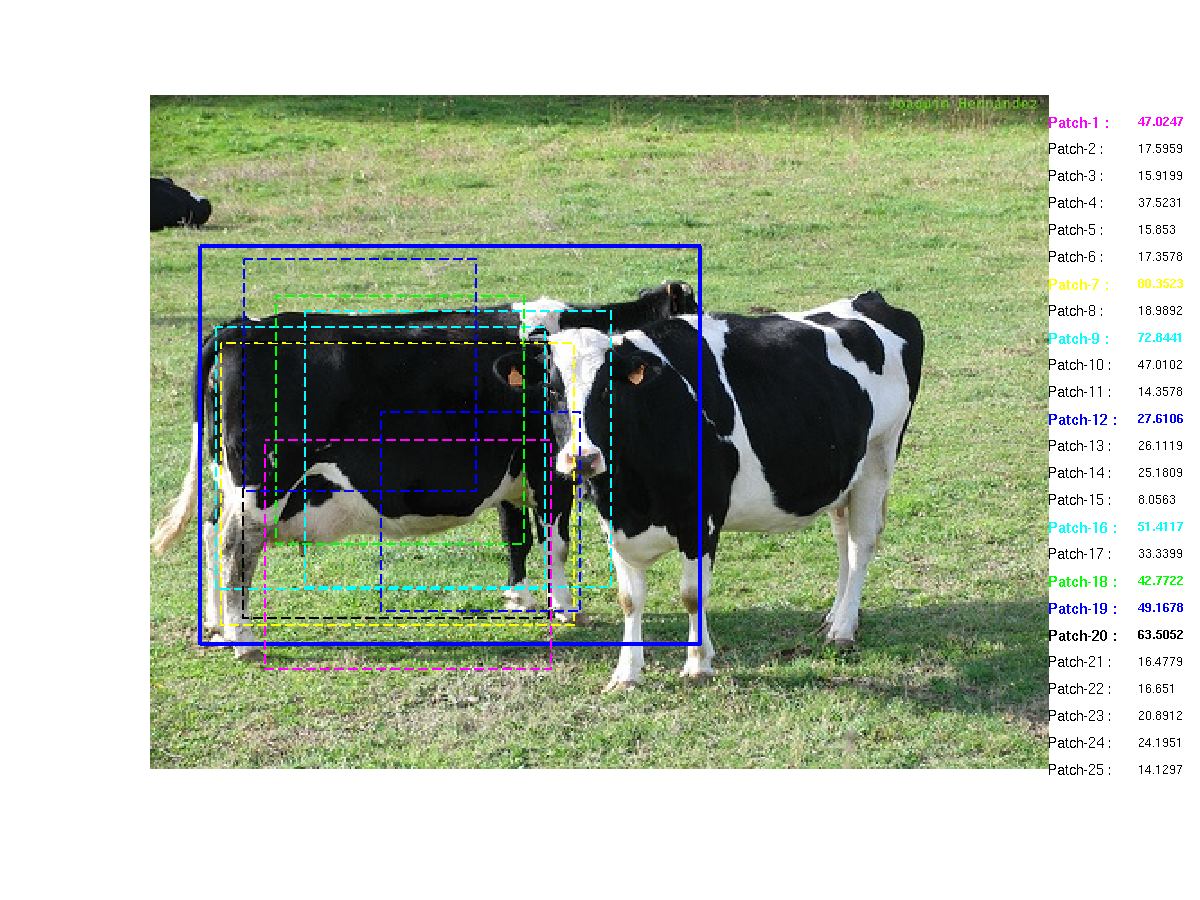 Joaquín Hernández
Patch-1 : 47.0247
Patch-2 : 17.5959
Patch-3 : 15.9199
Patch-4 : 37.5231
Patch-5 : 15.853
Patch-6 : 17.3578
Patch-7 : 80.3523
Patch-8 : 18.9892
Patch-9 : 72.8441
Patch-10 : 47.0102
Patch-11 : 14.3578
Patch-12 : 27.6106
Patch-13 : 26.1119
Patch-14 : 25.1809
Patch-15 : 8.0563
Patch-16 : 51.4117
Patch-17 : 33.3399
Patch-18 : 42.7722
Patch-19 : 49.1678
Patch-20 : 63.5052
Patch-21 : 16.4779
Patch-22 : 16.651
Patch-23 : 20.8912
Patch-24 : 24.1951
Patch-25 : 14.1297